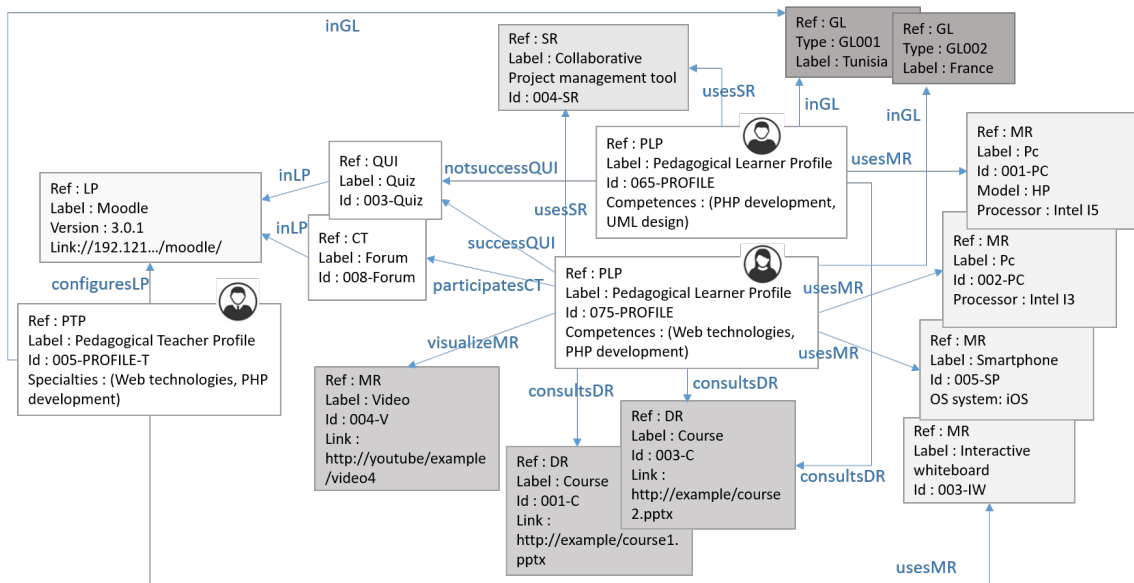 inGL
Ref : GL
Type : GL001
Label : Tunisia
Ref : GL
Type : GL002
Label : France
Ref : SR
Label : Collaborative
Project management tool
Id : 004-SR
usesSR
inGL
inGL
Ref : PLP
Label : Pedagogical Learner Profile
Id : 065-PROFILE
Competences : (PHP development,
UML design)
usesMR
Ref : MR
Label : Pc
Id : 001-PC
Model : HP
Processor : Intel I5
Ref : QUI
Label : Quiz
Id : 003-Quiz
notsuccessQUI
inLP
Ref : LP
Label : Moodle
Version : 3.0.1
Link://192.121.../moodle/
usesSR
inLP
Ref : CT
Label : Forum
Id : 008-Forum
successQUI
participatesCT
Ref : MR
Label : Pc
Id : 002-PC
Processor : Intel I3
configuresLP
Ref : PLP
Label : Pedagogical Learner Profile
Id : 075-PROFILE
Competences : (Web technologies,
PHP development)
usesMR
usesMR
Ref : PTP
Label : Pedagogical Teacher Profile
Id : 005-PROFILE-T
Specialties : (Web technologies, PHP
development)
visualizeMR
Ref : MR
Label : Smartphone
Id : 005-SP
OS system: iOS
Ref : MR
Label : Video
Id : 004-V
Link :
http://youtube/example
/video4
consultsDR
consultsDR
Ref : DR
Label : Course
Id : 003-C
Link :
http://example/course
2.pptx
Ref : DR
Label : Course
Id : 001-C
Link :
http://example/course1.
pptx
consultsDR
Ref : MR
Label : Interactive
whiteboard
Id : 003-IW
usesMR